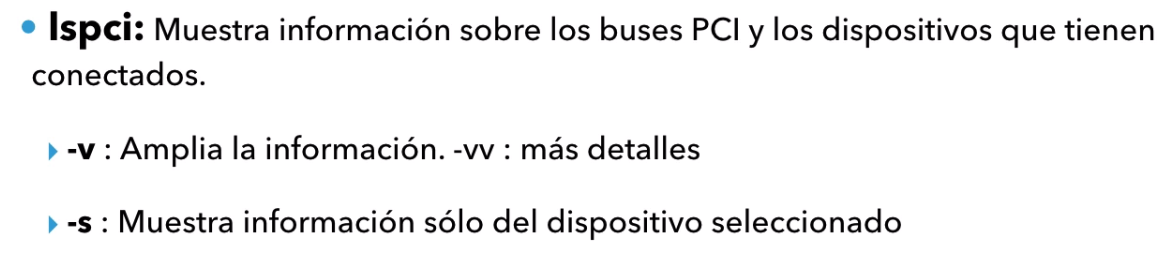 • lspci: Muestra información sobre los buses PCI y los dispositivos que tienen
conectados.
-v : Amplia la información. -vv : más detalles
-s : Muestra información sólo del dispositivo seleccionado